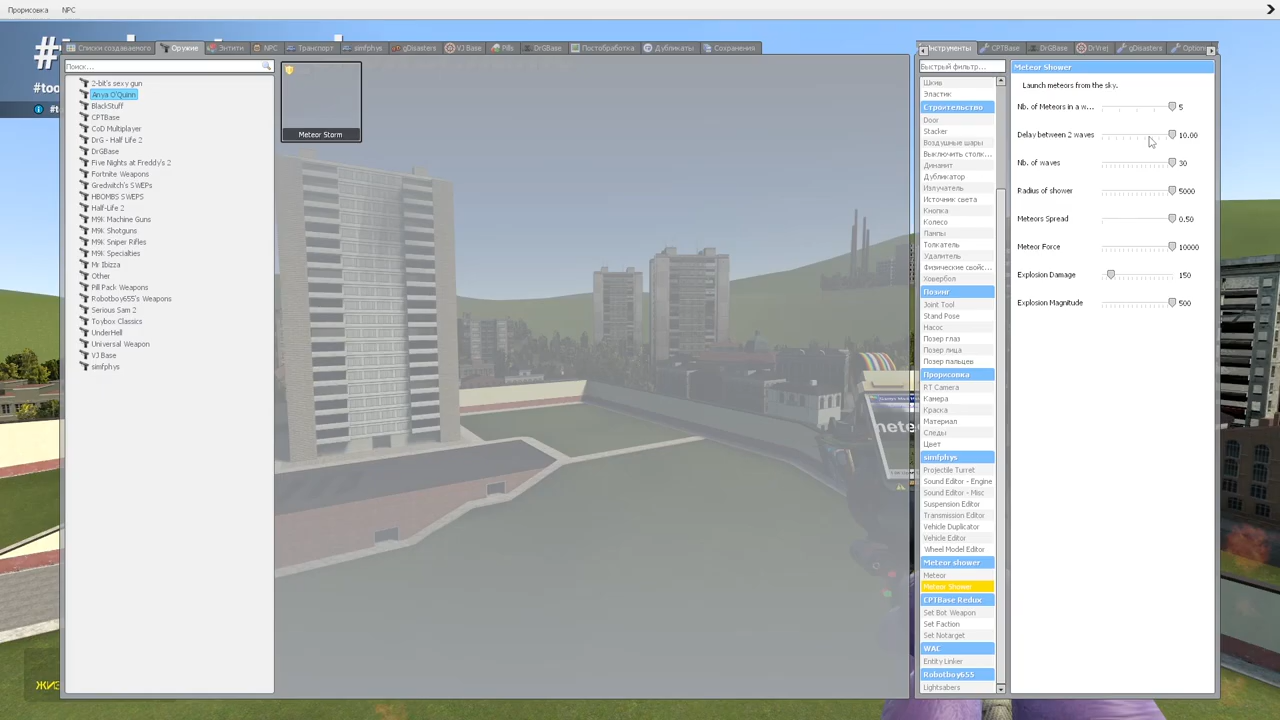 Прорисовка NPC
Списки создаваемого Оружие Энтити NPC Транспорт simfphys gDisasters VJ Base Pills DrGBase Постобработка Дубликаты Сохранения
Инструменты CPTBase DrGBase DrVrej gDisasters Options
Поиск...
2-bit's sexy gun
Anya O'Quinn
BlackStuff
CPTBase
CoD Multiplayer
DrG - Half Life 2
DrGBase
Five Nights at Freddy's 2
Fortnite Weapons
Gredwitch's SWEPs
HBOMBS SWEPS
Half-Life 2
M9K Machine Guns
M9K Shotguns
M9K Sniper Rifles
M9K Specialties
Mr Ibizza
Other
Pill Pack Weapons
Robotboy655's Weapons
Serious Sam 2
Toybox Classics
UnderHell
Universal Weapon
VJ Base
simfphys
Meteor Storm
Быстрый фильтр...
Шкив
Эластик
Строительство
Door
Stacker
Воздушные шары
Выключить столк...
Динамит
Дубликатор
Излучатель
Источник света
Кнопка
Колесо
Лампы
Толкатель
Удалитель
Физические свой...
Ховербол
Позинг
Joint Tool
Stand Pose
Насос
Позер глаз
Позер лица
Позер пальцев
Прорисовка
RT Camera
Камера
Краска
Материал
Следы
Цвет
simfphys
Projectile Turret
Sound Editor - Engine
Sound Editor - Misc
Suspension Editor
Transmission Editor
Vehicle Duplicator
Vehicle Editor
Wheel Model Editor
Meteor shower
Meteor
Meteor Shower
CPTBase Redux
Set Bot Weapon
Set Faction
Set Notarget
WAC
Entity Linker
Robotboy655
Lightsabers
Meteor Shower
Launch meteors from the sky.
Nb. of Meteors in a w... 5
Delay between 2 waves 10.00
Nb. of waves 30
Radius of shower 5000
Meteors Spread 0.50
Meteor Force 10000
Explosion Damage 150
Explosion Magnitude 500
#too